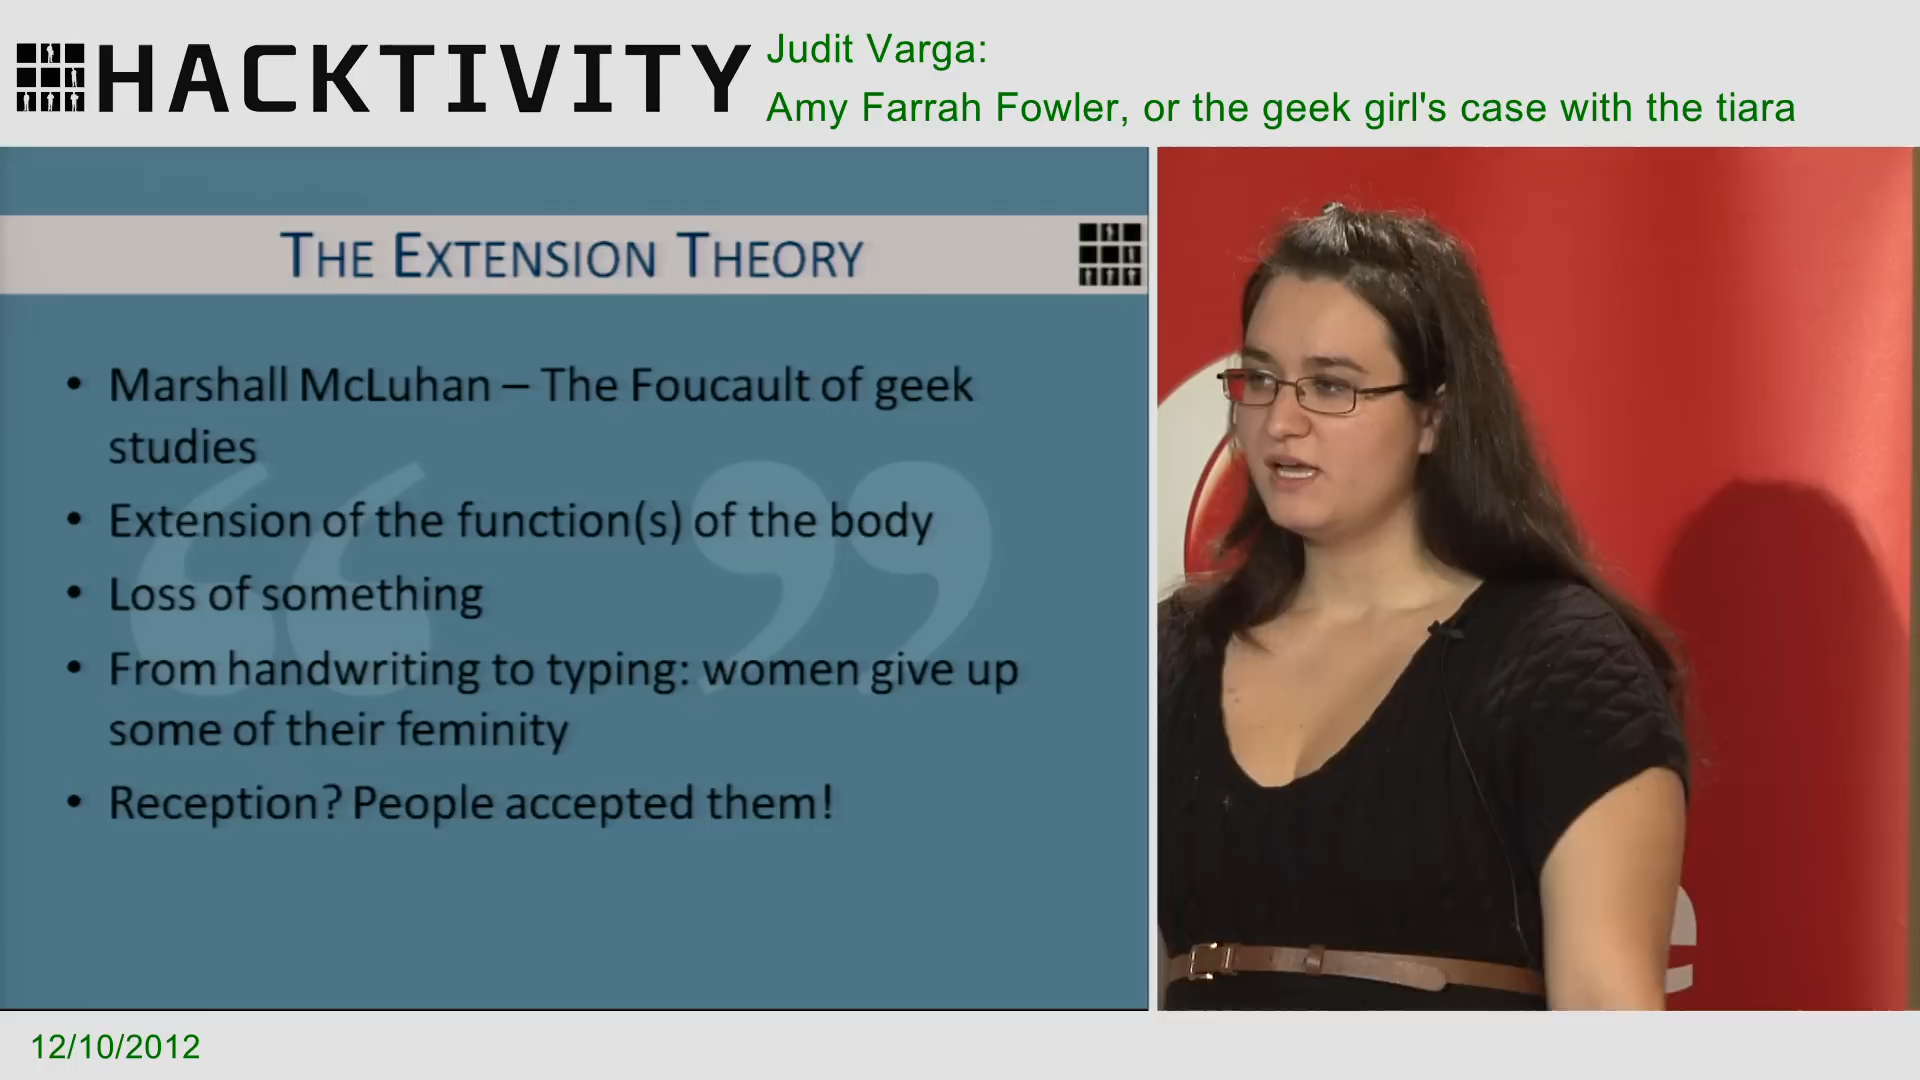 HACKTIVITY
Judit Varga:
Amy Farrah Fowler, or the geek girl's case with the tiara
THE EXTENSION THEORY
• Marshall McLuhan – The Foucault of geek
studies
• Extension of the function(s) of the body
• Loss of something
• From handwriting to typing: women give up
some of their feminity
• Reception? People accepted them!
12/10/2012